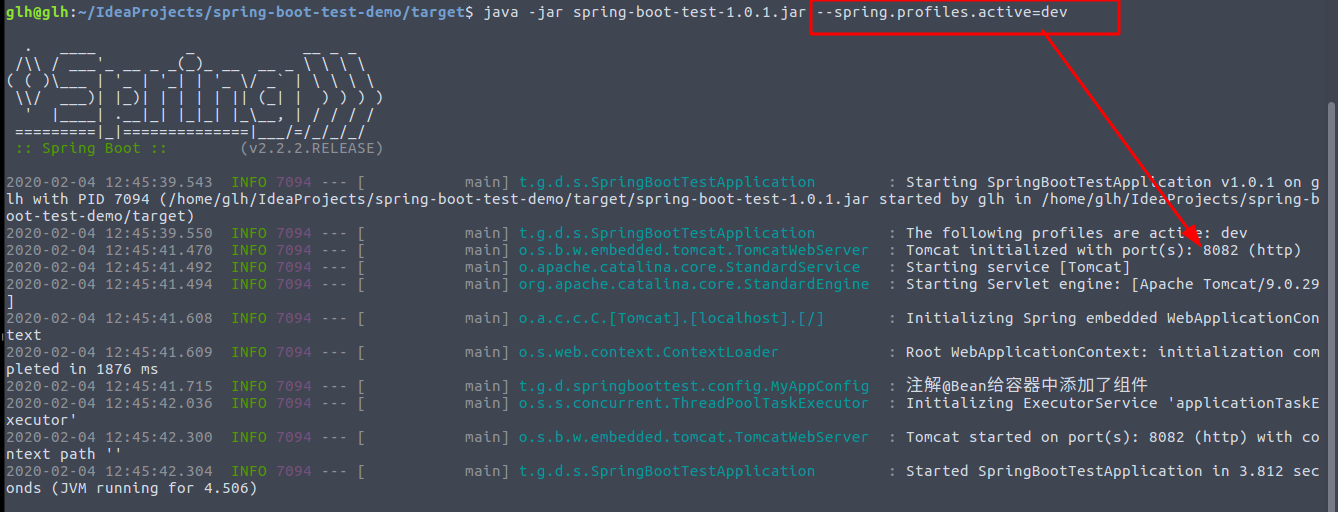 glh@glh:~/IdeaProjects/spring-boot-test-demo/target$ java -jar spring-boot-test-1.0.1.jar --spring.profiles.active=dev
  .   ____          _            __ _ _
 /\\ / ___'_ __ _ _(_)_ __  __ _ \ \ \ \
( ( )\___ | '_ | '_| | '_ \/ _` | \ \ \ \
 \\/  ___)| |_)| | | | | || (_| |  ) ) ) )
  '  |____| .__|_| |_|_| |_\__, | / / / /
 =========|_|==============|___/=/_/_/_/
 :: Spring Boot ::        (v2.2.2.RELEASE)
2020-02-04 12:45:39.543  INFO 7094 --- [           main] t.g.d.s.SpringBootTestApplication        : Starting SpringBootTestApplication v1.0.1 on g
lh with PID 7094 (/home/glh/IdeaProjects/spring-boot-test-demo/target/spring-boot-test-1.0.1.jar started by glh in /home/glh/IdeaProjects/spring-b
oot-test-demo/target)
2020-02-04 12:45:39.550  INFO 7094 --- [           main] t.g.d.s.SpringBootTestApplication        : The following profiles are active: dev
2020-02-04 12:45:41.470  INFO 7094 --- [           main] o.s.b.w.embedded.tomcat.TomcatWebServer  : Tomcat initialized with port(s): 8082 (http)
2020-02-04 12:45:41.492  INFO 7094 --- [           main] o.apache.catalina.core.StandardService   : Starting service [Tomcat]
2020-02-04 12:45:41.494  INFO 7094 --- [           main] org.apache.catalina.core.StandardEngine  : Starting Servlet engine: [Apache Tomcat/9.0.29
]
2020-02-04 12:45:41.608  INFO 7094 --- [           main] o.a.c.c.C.[Tomcat].[localhost].[/]       : Initializing Spring embedded WebApplicationCon
text
2020-02-04 12:45:41.609  INFO 7094 --- [           main] o.s.web.context.ContextLoader            : Root WebApplicationContext: initialization com
pleted in 1876 ms
2020-02-04 12:45:41.715  INFO 7094 --- [           main] t.g.d.springboottest.config.MyAppConfig  : 注解@Bean给容器中添加了组件
2020-02-04 12:45:42.036  INFO 7094 --- [           main] o.s.s.concurrent.ThreadPoolTaskExecutor  : Initializing ExecutorService 'applicationTaskE
xecutor'
2020-02-04 12:45:42.300  INFO 7094 --- [           main] o.s.b.w.embedded.tomcat.TomcatWebServer  : Tomcat started on port(s): 8082 (http) with co
ntext path ''
2020-02-04 12:45:42.304  INFO 7094 --- [           main] t.g.d.s.SpringBootTestApplication        : Started SpringBootTestApplication in 3.812 sec
onds (JVM running for 4.506)